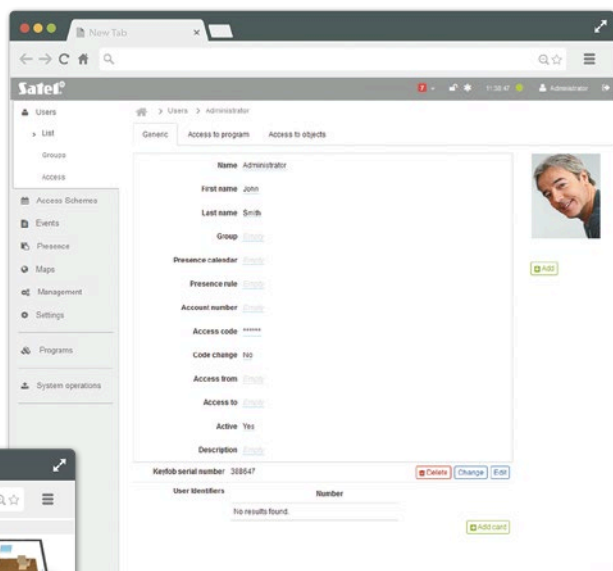 New Tab
Satel®
7
11:38:47
Administrator
Users
List
Groups
Access
Access Schemes
Events
Presence
Maps
Management
Settings
Programs
System operations
> Users > Administrator
Generic Access to program Access to objects
Name Administrator
First name John
Last name Smith
Group Empty
Presence calendar Empty
Presence rule Empty
Account number Empty
Access code ******
Code change No
Access from Empty
Access to Empty
Active Yes
Description Empty
Keyfob serial number 388647
Delete Change Edit
User Identifiers Number
No results found.
Add card
Add